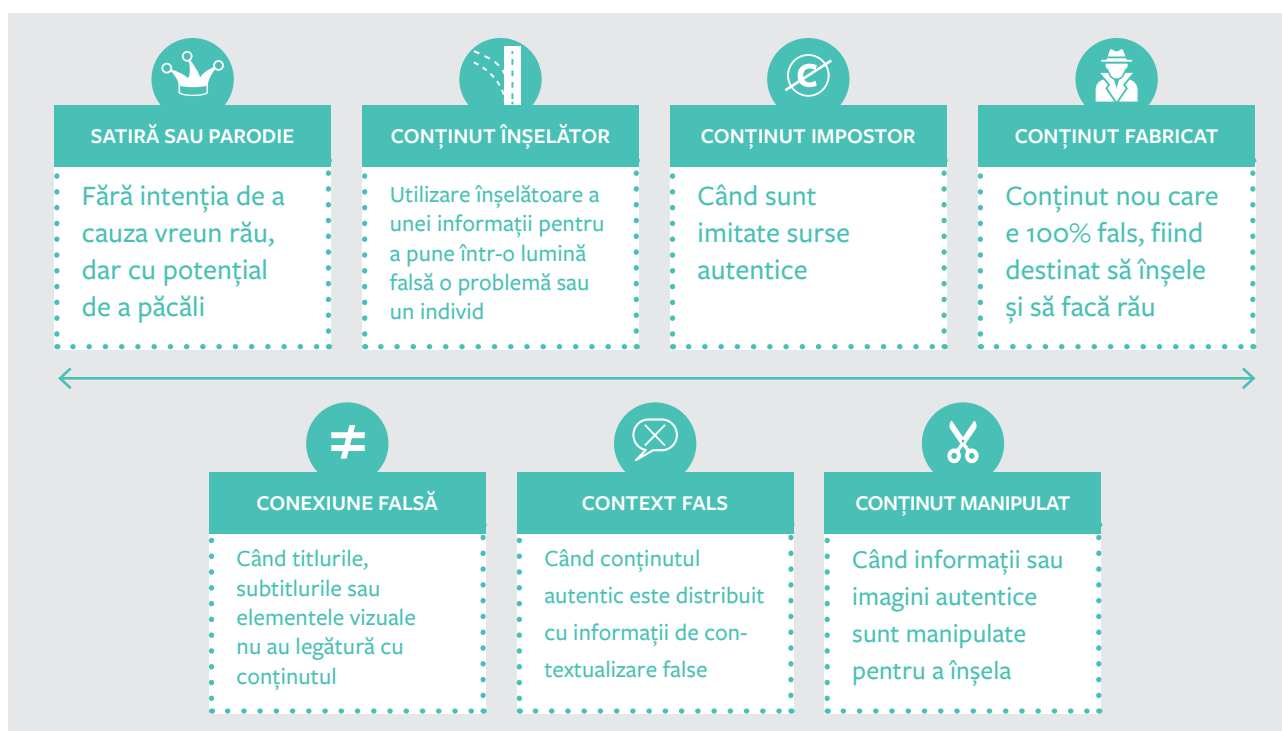 SATIRĂ SAU PARODIE
Fără intenția de a
cauza vreun rău,
dar cu potențial
de a păcăli
CONȚINUT ÎNȘELĂTOR
Utilizare înșelătoare a
unei informații pentru
a pune într-o lumină
falsă o problemă sau
un individ
CONȚINUT IMPOSTOR
Când sunt
imitate surse
autentice
CONȚINUT FABRICAT
Conținut nou care
e 100% fals, fiind
destinat să înșele
și să facă rău
CONEXIUNE FALSĂ
Când titlurile,
subtitlurile sau
elementele vizuale
nu au legătură cu
conținutul
CONTEXT FALS
Când conținutul
autentic este distribuit
cu informații de con-
textualizare false
CONȚINUT MANIPULAT
Când informații sau
imagini autentice
sunt manipulate
pentru a înșela